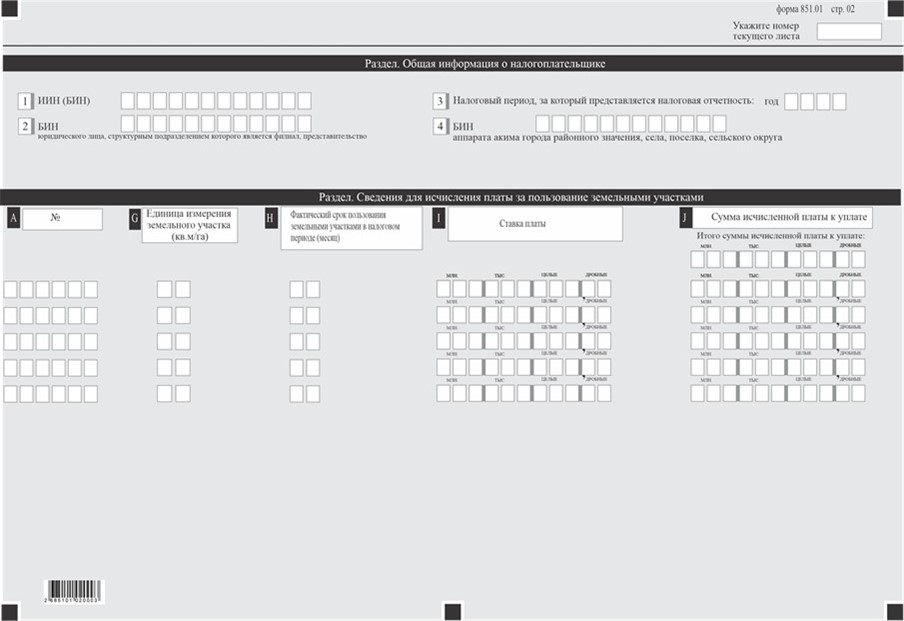 форма 851.01 стр. 02
Укажите номер
текущего листа
Раздел. Общая информация о налогоплательщике
1 ИИН (БИН)
3 Налоговый период, за который представляется налоговая отчетность: год
2 БИН
юридического лица, структурным подразделением которого является филиал, представительство
4 БИН
аппарата акима города районного значения, села, поселка, сельского округа
Раздел. Сведения для исчисления платы за пользование земельными участками
A №
G Единица измерения
земельного участка
(кв.м/га)
H Фактический срок пользования
земельными участками в налоговом
периоде (месяц)
I Ставка платы
J Сумма исчисленной платы к уплате
Итого суммы исчисленной платы к уплате:
МЛН. ТЫС. ЦЕЛЫЕ ДРОБНЫЕ
МЛН. ТЫС. ЦЕЛЫЕ ДРОБНЫЕ МЛН. ТЫС. ЦЕЛЫЕ ДРОБНЫЕ
МЛН. ТЫС. ЦЕЛЫЕ ДРОБНЫЕ МЛН. ТЫС. ЦЕЛЫЕ ДРОБНЫЕ
МЛН. ТЫС. ЦЕЛЫЕ ДРОБНЫЕ МЛН. ТЫС. ЦЕЛЫЕ ДРОБНЫЕ
МЛН. ТЫС. ЦЕЛЫЕ ДРОБНЫЕ МЛН. ТЫС. ЦЕЛЫЕ ДРОБНЫЕ
МЛН. ТЫС. ЦЕЛЫЕ ДРОБНЫЕ МЛН. ТЫС. ЦЕЛЫЕ ДРОБНЫЕ